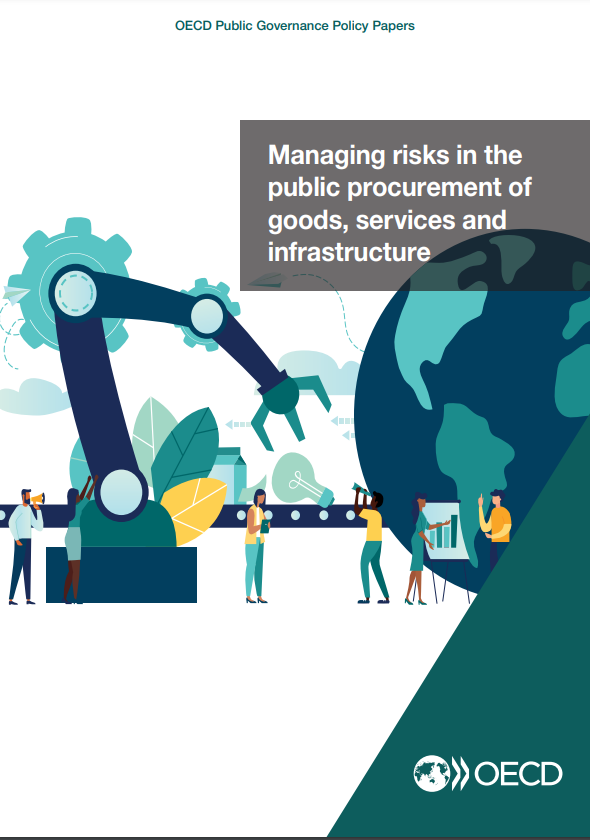 OECD Public Governance Policy Papers
Managing risks in the
public procurement of
goods, services and
infrastructure
OECD